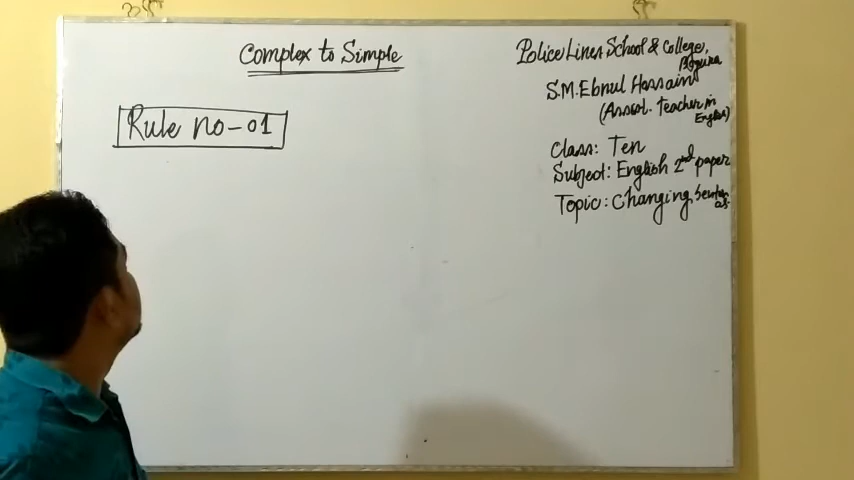 Complex to Simple
Rule no-01
Police Lines School & College,
Bogura
S.M. Ebnul Hossain
(Assist. Teacher in
English)
Class: Ten
Subject: English 2nd paper
Topic: Changing